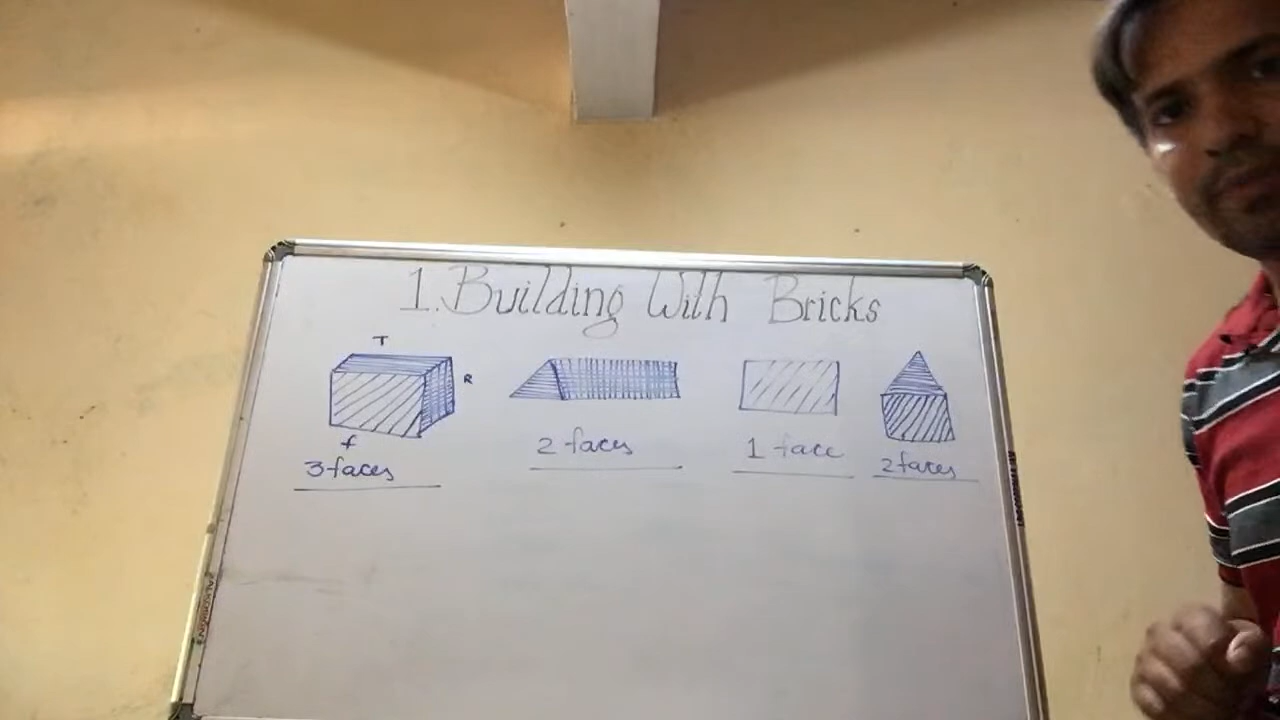 1. Building With Bricks
T
R
f
3 faces
2 faces
1 face
2 faces